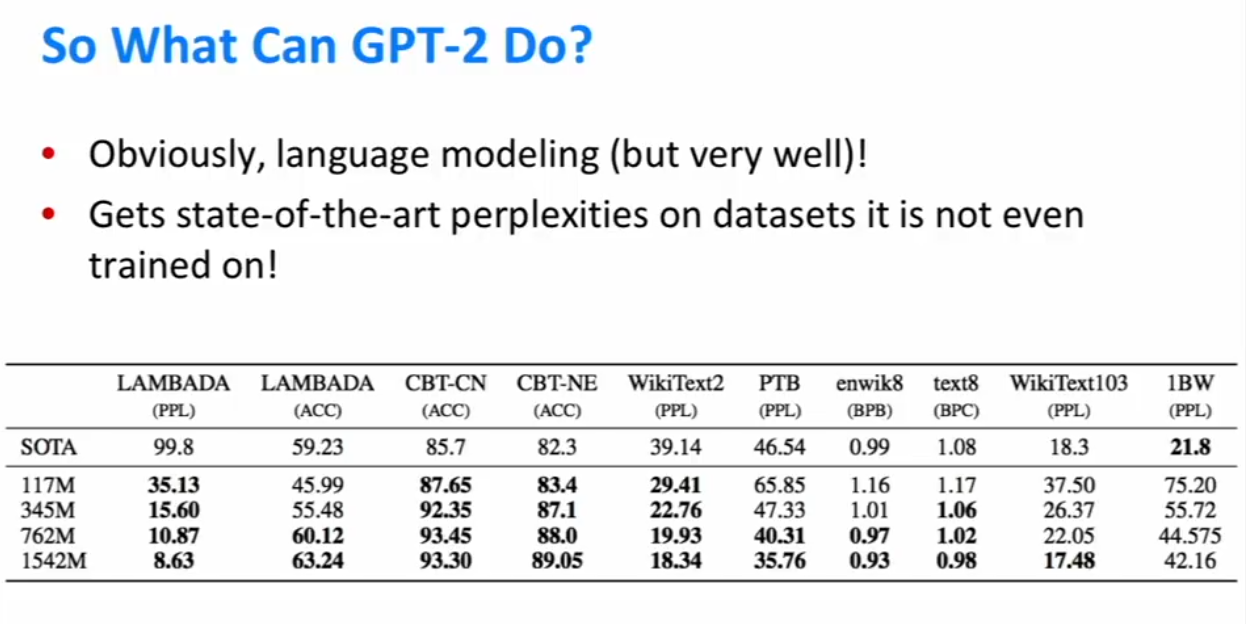 So What Can GPT-2 Do?
• Obviously, language modeling (but very well)!
• Gets state-of-the-art perplexities on datasets it is not even
trained on!
LAMBADA LAMBADA CBT-CN CBT-NE WikiText2 PTB enwik8 text8 WikiText103 1BW
(PPL) (ACC) (ACC) (ACC) (PPL) (PPL) (BPB) (BPC) (PPL) (PPL)
SOTA 99.8 59.23 85.7 82.3 39.14 46.54 0.99 1.08 18.3 21.8
117M 35.13 45.99 87.65 83.4 29.41 65.85 1.16 1.17 37.50 75.20
345M 15.60 55.48 92.35 87.1 22.76 47.33 1.01 1.06 26.37 55.72
762M 10.87 60.12 93.45 88.0 19.93 40.31 0.97 1.02 22.05 44.575
1542M 8.63 63.24 93.30 89.05 18.34 35.76 0.93 0.98 17.48 42.16